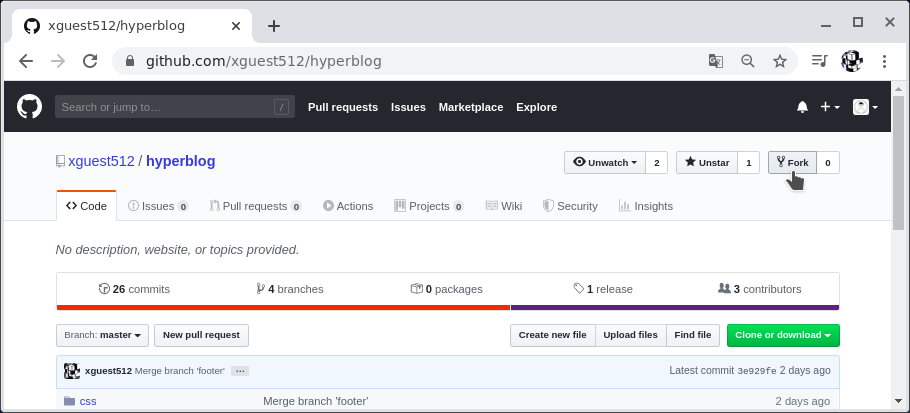 xguest512/hyperblog
github.com/xguest512/hyperblog
Search or jump to… / Pull requests Issues Marketplace Explore
xguest512 / hyperblog Unwatch 2 Unstar 1 Fork 0
Code Issues 0 Pull requests 0 Actions Projects 0 Wiki Security Insights
No description, website, or topics provided.
26 commits 4 branches 0 packages 1 release 3 contributors
Branch: master New pull request Create new file Upload files Find file Clone or download
xguest512 Merge branch 'footer' … Latest commit 3e929fe 2 days ago
css Merge branch 'footer' 2 days ago